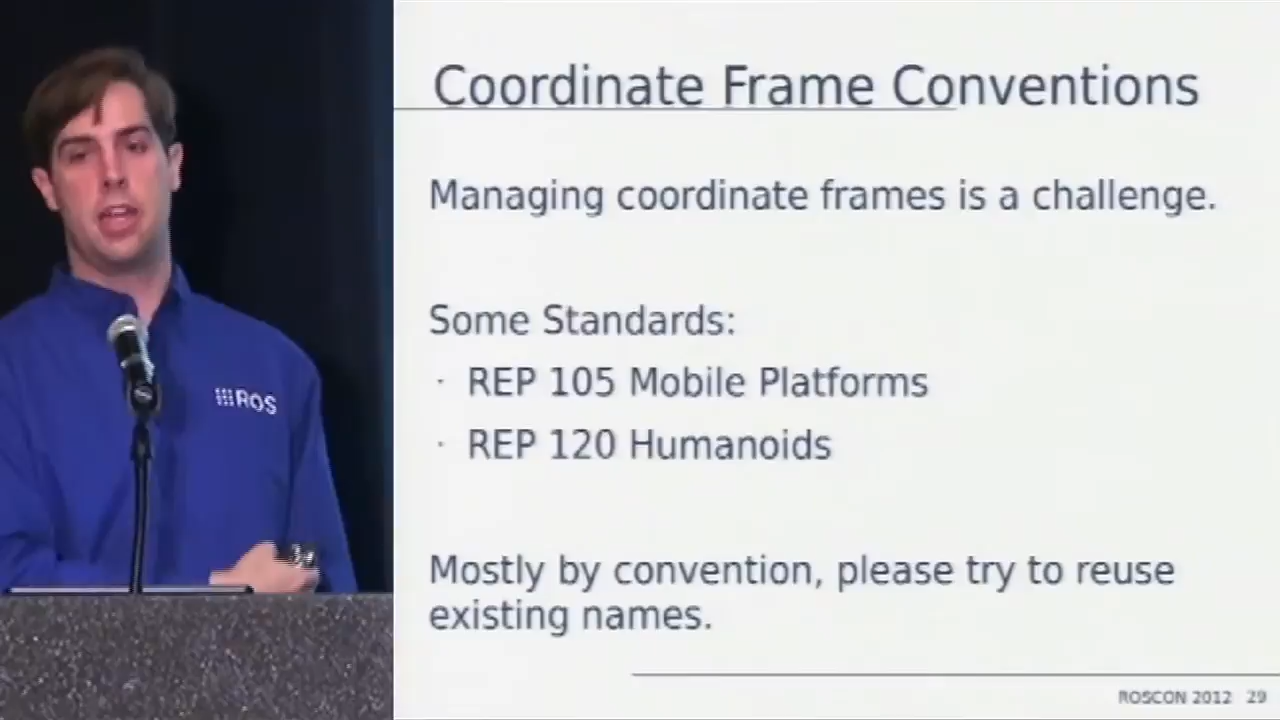 Coordinate Frame Conventions
Managing coordinate frames is a challenge.
Some Standards:
· REP 105 Mobile Platforms
· REP 120 Humanoids
Mostly by convention, please try to reuse
existing names.
ROSCON 2012 29
ROS